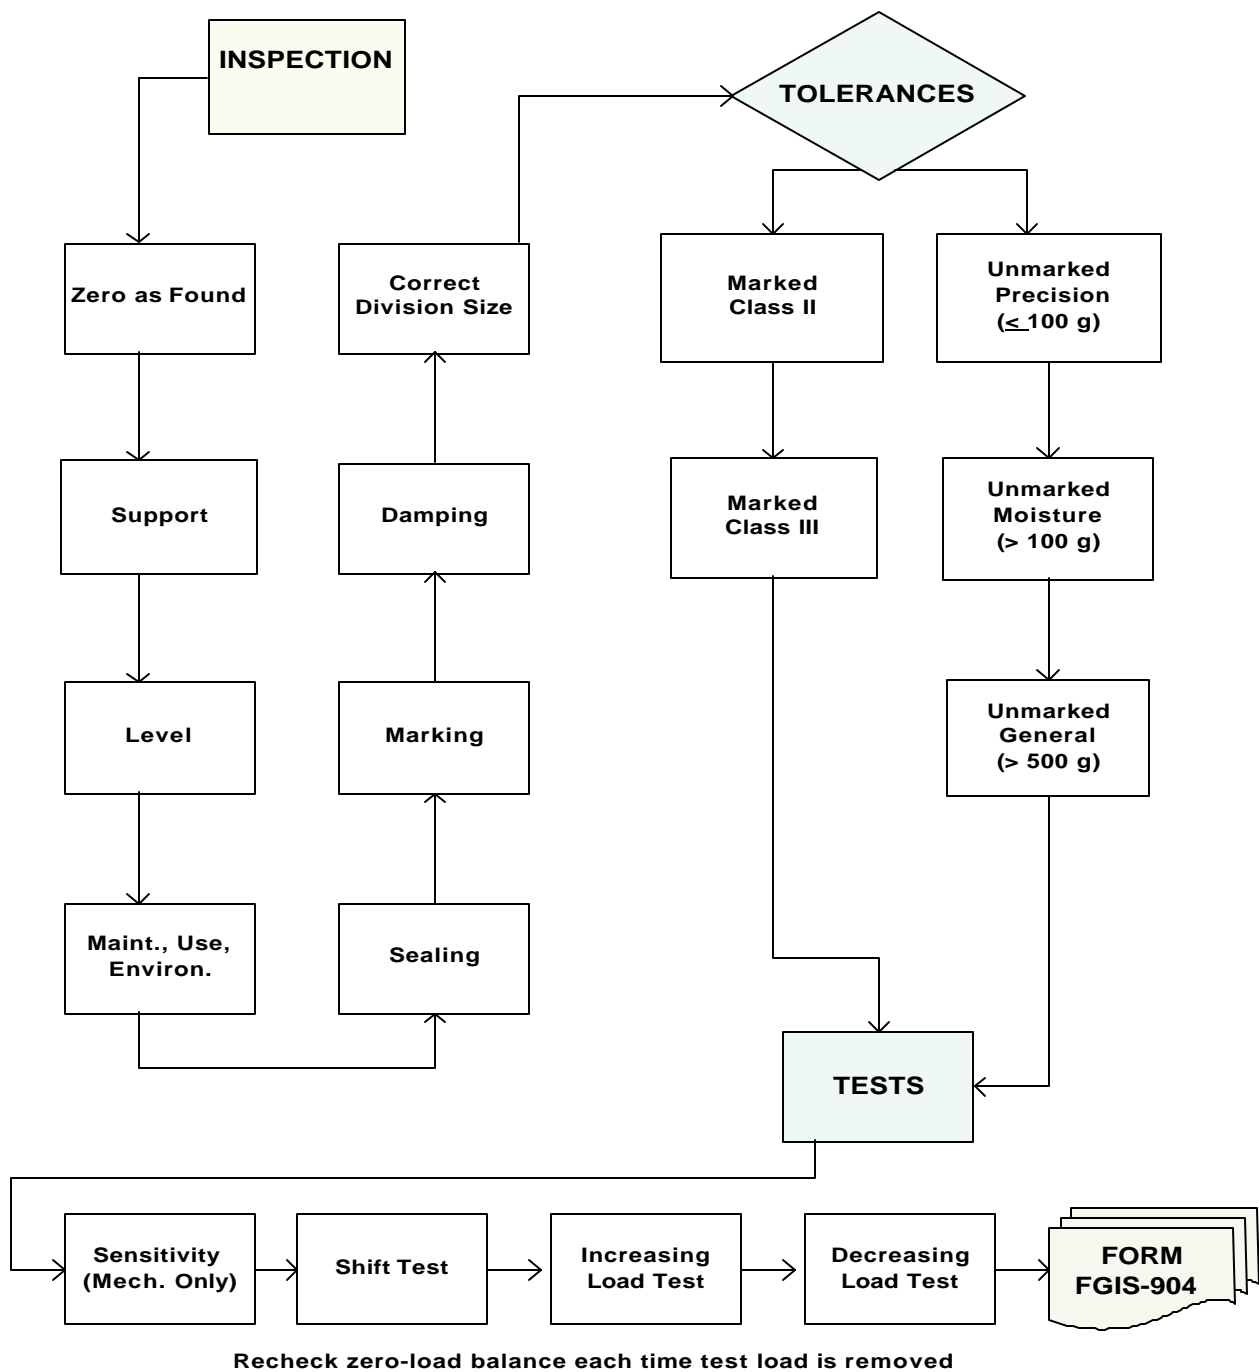 INSPECTION
Zero as Found
Support
Level
Maint., Use,
Environ.
Sealing
Marking
Damping
Correct
Division Size
TOLERANCES
Marked
Class II
Marked
Class III
Unmarked
Precision
(< 100 g)
Unmarked
Moisture
(> 100 g)
Unmarked
General
(> 500 g)
TESTS
Sensitivity
(Mech. Only)
Shift Test
Increasing
Load Test
Decreasing
Load Test
FORM
FGIS-904
Recheck zero-load balance each time test load is removed